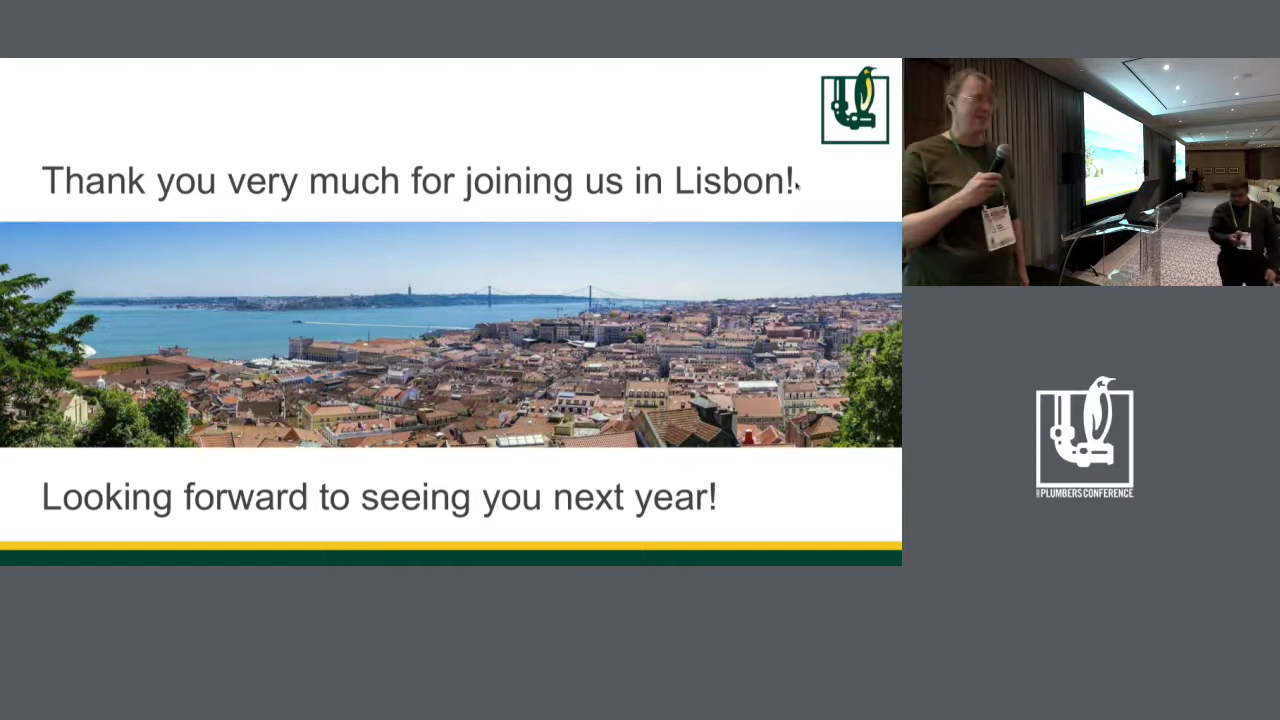 Thank you very much for joining us in Lisbon!
Looking forward to seeing you next year!
PLUMBERS CONFERENCE